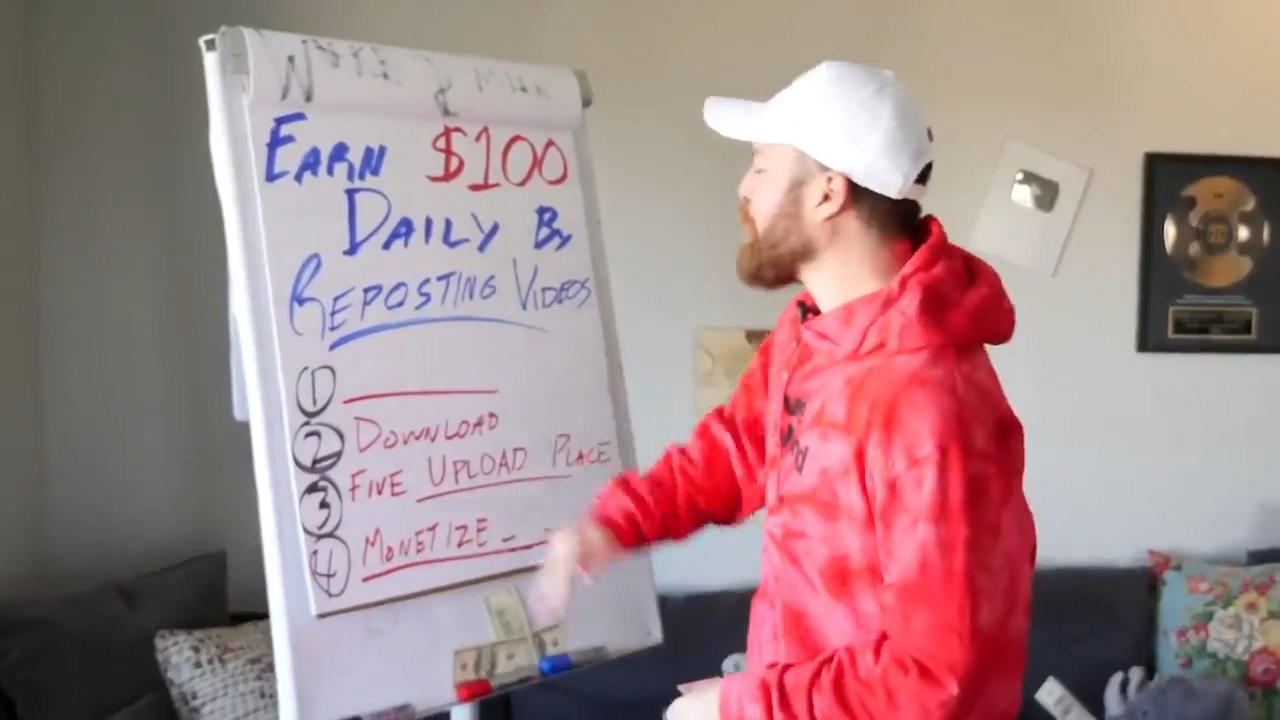 EARN $100
DAILY BY
REPOSTING VIDEOS
1
2 DOWNLOAD
3 FIVE UPLOAD PLACE
4 MONETIZE